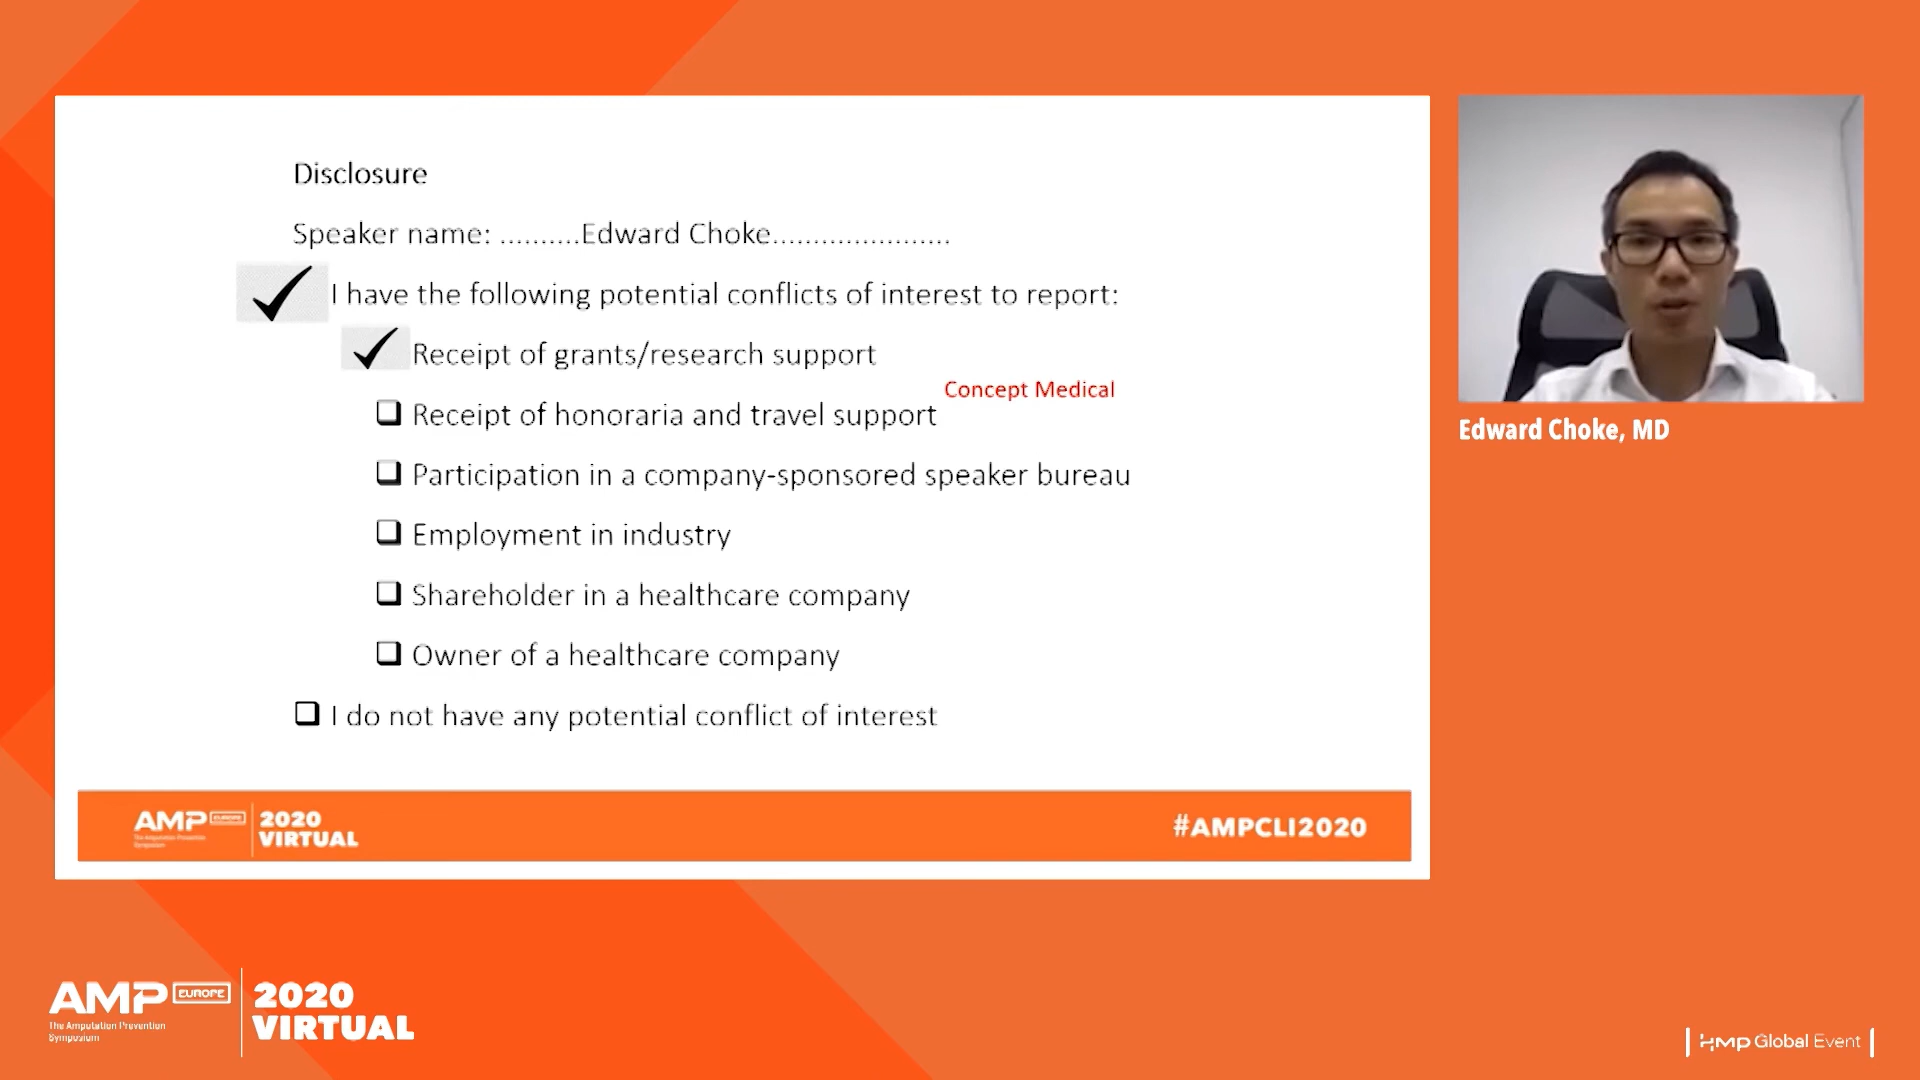 Disclosure
Speaker name: ..........Edward Choke......................
I have the following potential conflicts of interest to report:
Receipt of grants/research support
Concept Medical
Receipt of honoraria and travel support
Participation in a company-sponsored speaker bureau
Employment in industry
Shareholder in a healthcare company
Owner of a healthcare company
I do not have any potential conflict of interest
AMP EUROPE
The Amputation Prevention
Symposium
2020
VIRTUAL
#AMPCLI2020
Edward Choke, MD
AMP EUROPE
The Amputation Prevention
Symposium
2020
VIRTUAL
HMP Global Event